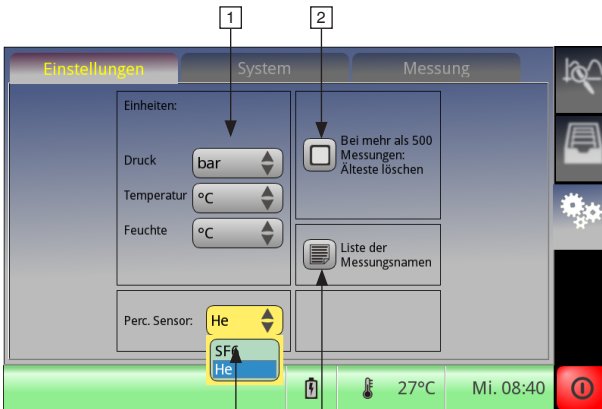 1
2
Einstellungen
System
Messung
Einheiten:
Druck
bar
Temperatur
°C
Feuchte
°C
Bei mehr als 500
Messungen:
Älteste löschen
Liste der
Messungsnamen
Perc. Sensor:
He
SF6
He
27°C
Mi. 08:40